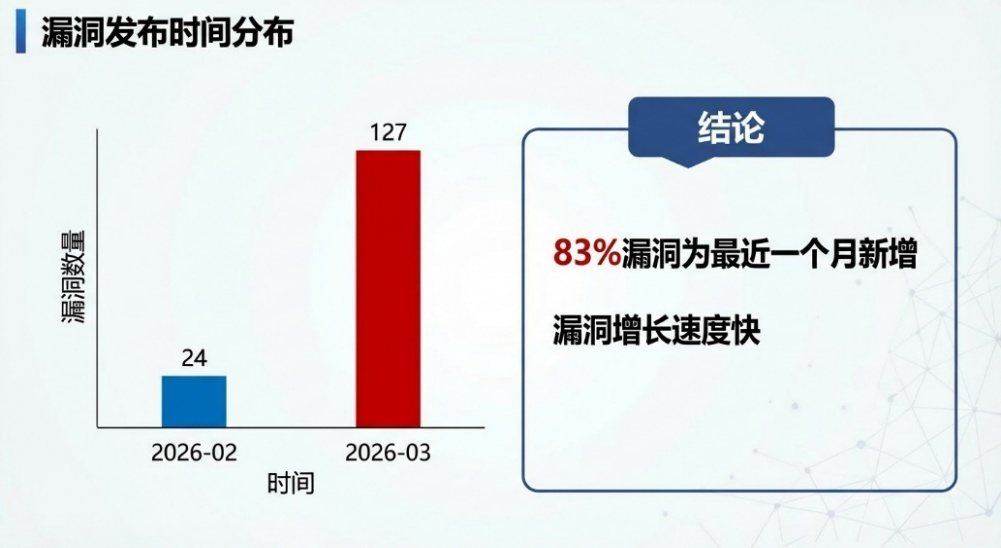 漏洞发布时间分布
127
24
漏洞数量
2026-02
2026-03
时间
结论
83%漏洞为最近一个月新增
漏洞增长速度快